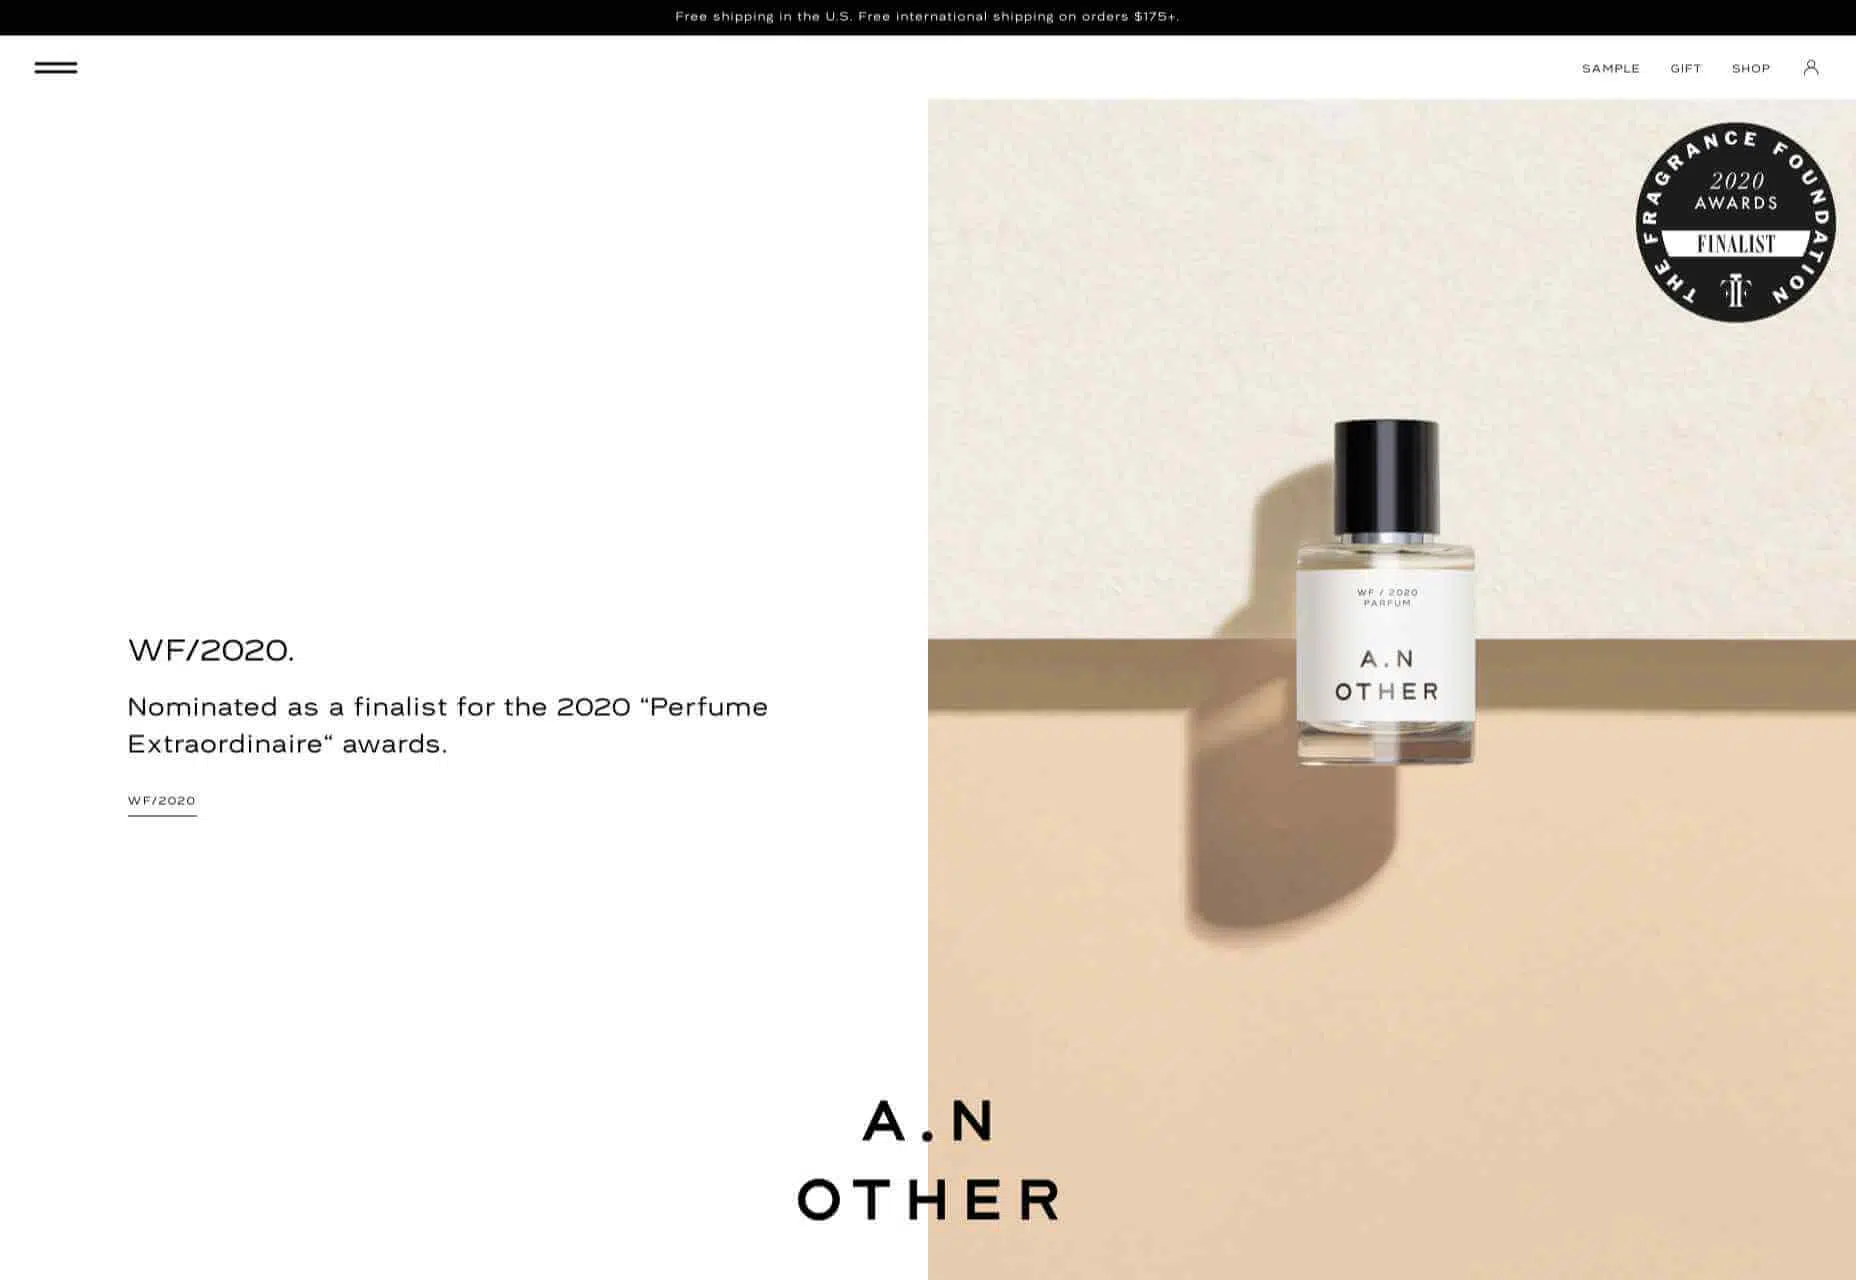 Free shipping in the U.S. Free international shipping on orders $175+.
SAMPLE GIFT SHOP
THE FRAGRANCE FOUNDATION
2020
AWARDS
FINALIST
WF / 2020
PARFUM
A.N
OTHER
WF/2020.
Nominated as a finalist for the 2020 “Perfume
Extraordinaire“ awards.
WF/2020
A.N
OTHER